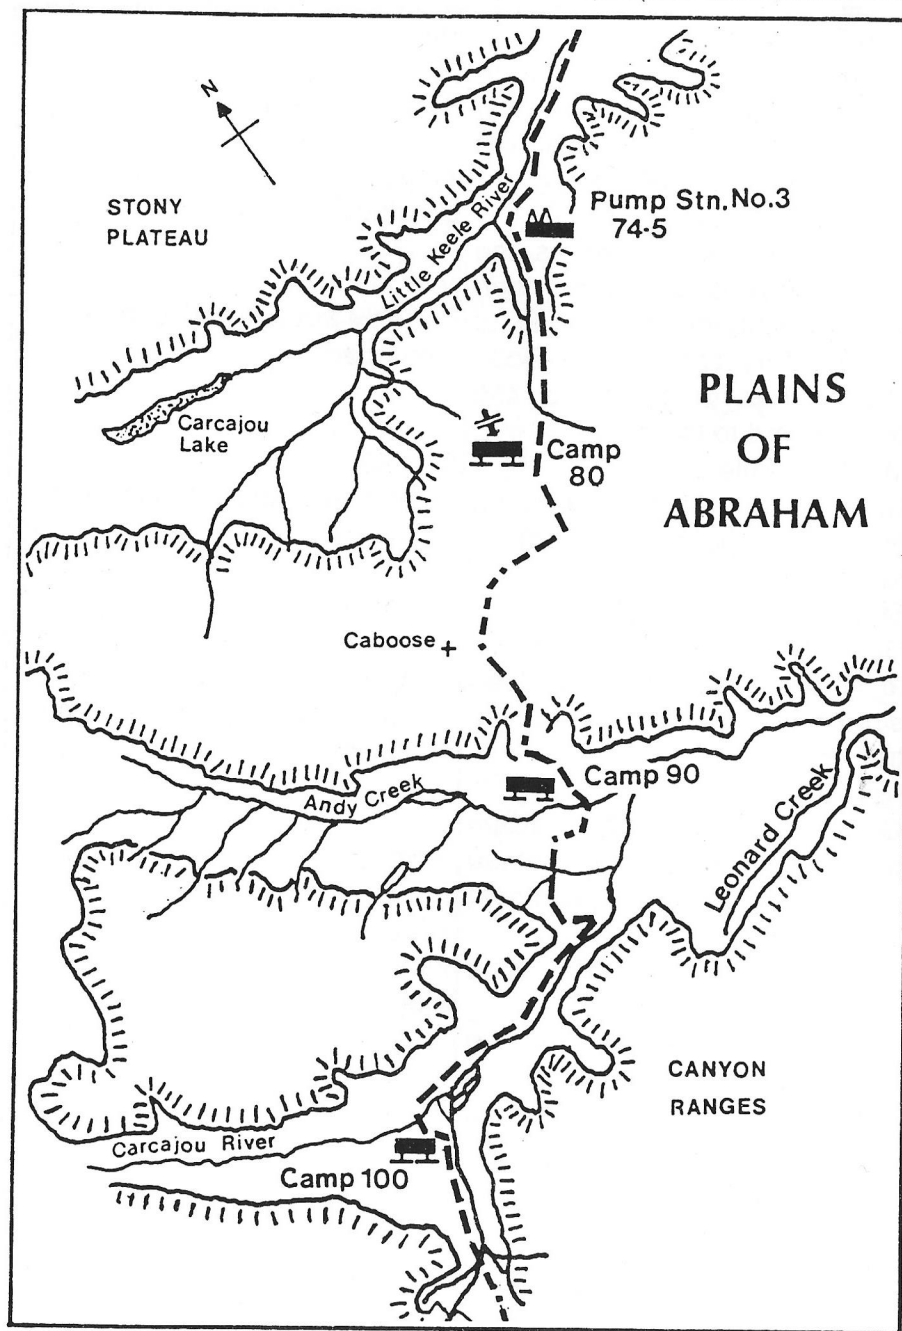 N
STONY
PLATEAU
Little Keele River
Pump Stn. No.3
74-5
Carcajou
Lake
PLAINS
OF
ABRAHAM
Camp
80
Caboose +
Andy Creek
Camp 90
Leonard Creek
CANYON
RANGES
Carcajou River
Camp 100